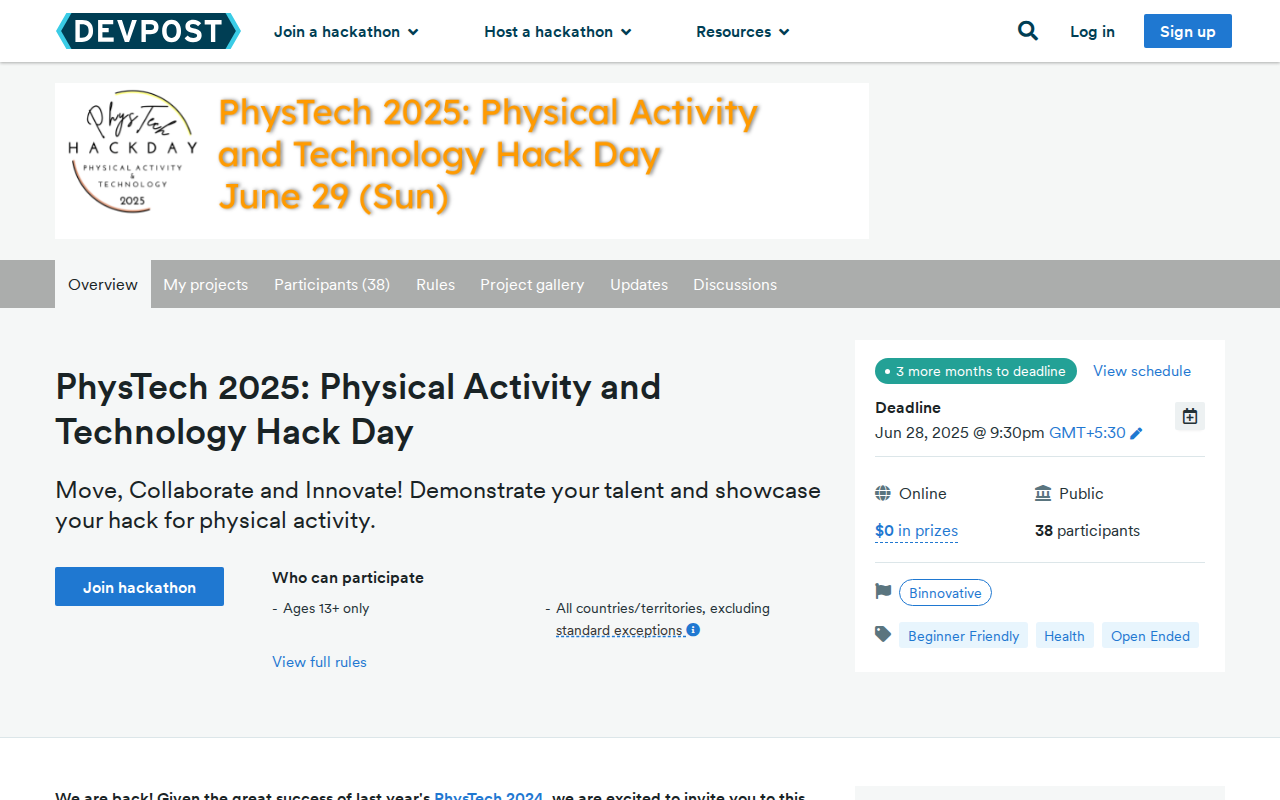 DEVPOST
Join a hackathon
Host a hackathon
Resources
Log in
Sign up
PhysTech
HACKDAY
PHYSICAL ACTIVITY
&
TECHNOLOGY
2025
PhysTech 2025: Physical Activity
and Technology Hack Day
June 29 (Sun)
Overview
My projects
Participants (38)
Rules
Project gallery
Updates
Discussions
PhysTech 2025: Physical Activity and
Technology Hack Day
Move, Collaborate and Innovate! Demonstrate your talent and showcase
your hack for physical activity.
Join hackathon
Who can participate
- Ages 13+ only
- All countries/territories, excluding
standard exceptions
View full rules
3 more months to deadline
View schedule
Deadline
Jun 28, 2025 @ 9:30pm GMT+5:30
Online
Public
$0 in prizes
38 participants
Binnovative
Beginner Friendly
Health
Open Ended
We are back! Given the great success of last year's PhysTech 2024, we are excited to invite you to this